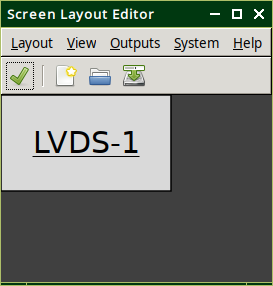 Screen Layout Editor
Layout View Outputs System Help
LVDS-1